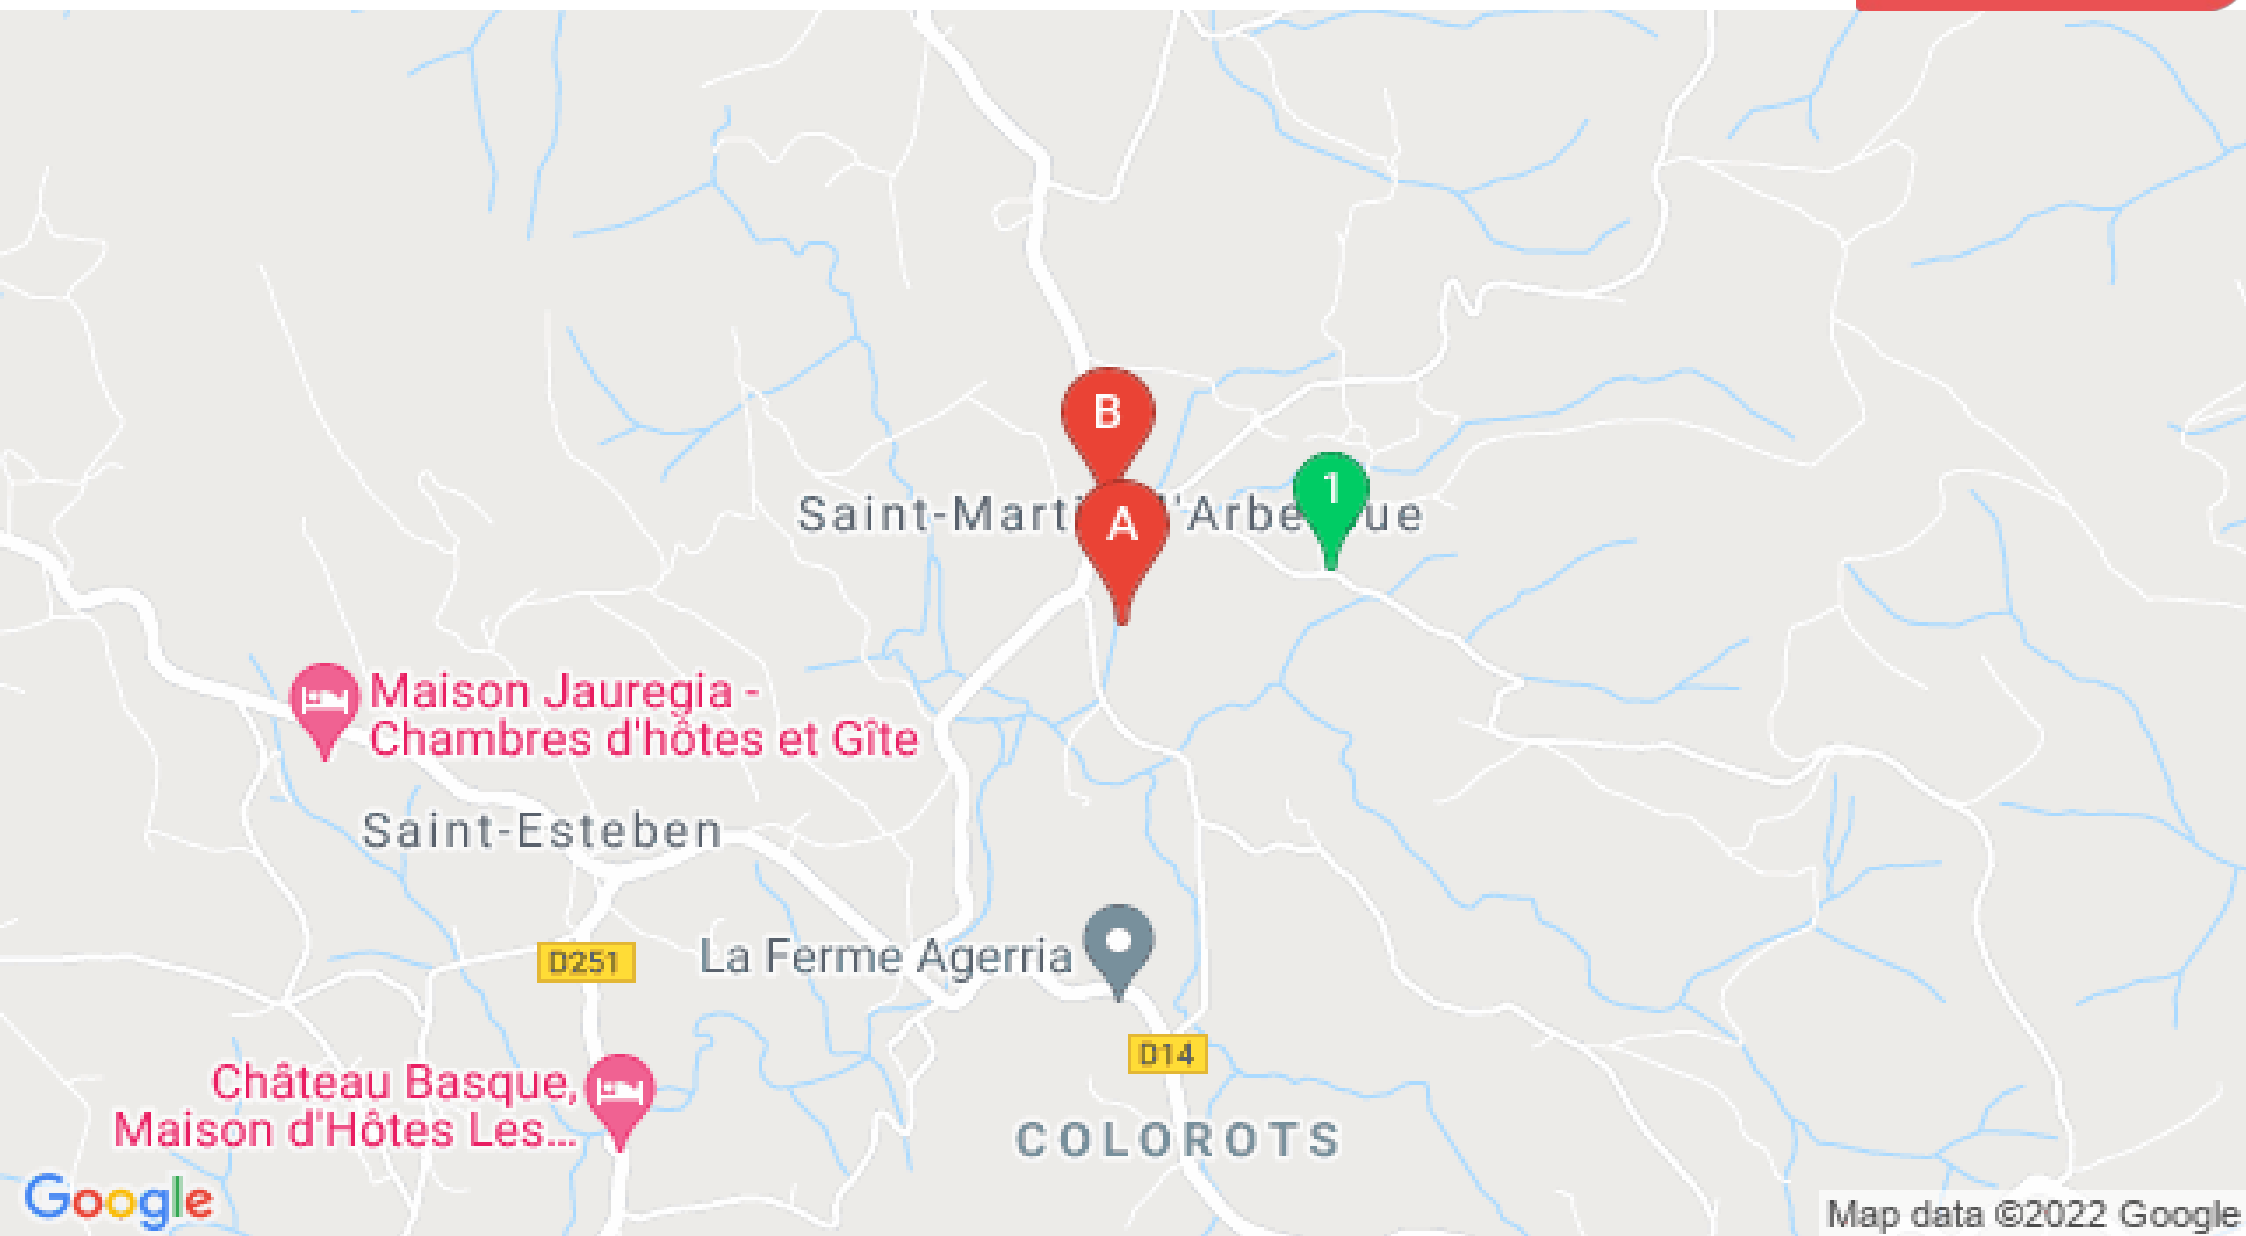 B
1
Saint-Marti
'Arbe
ue
A
Maison Jauregia -
Chambres d'hôtes et Gîte
Saint-Esteben
La Ferme Agerria
D251
D14
Château Basque,
Maison d'Hôtes Les...
COLOROTS
Google
Map data ©2022 Google